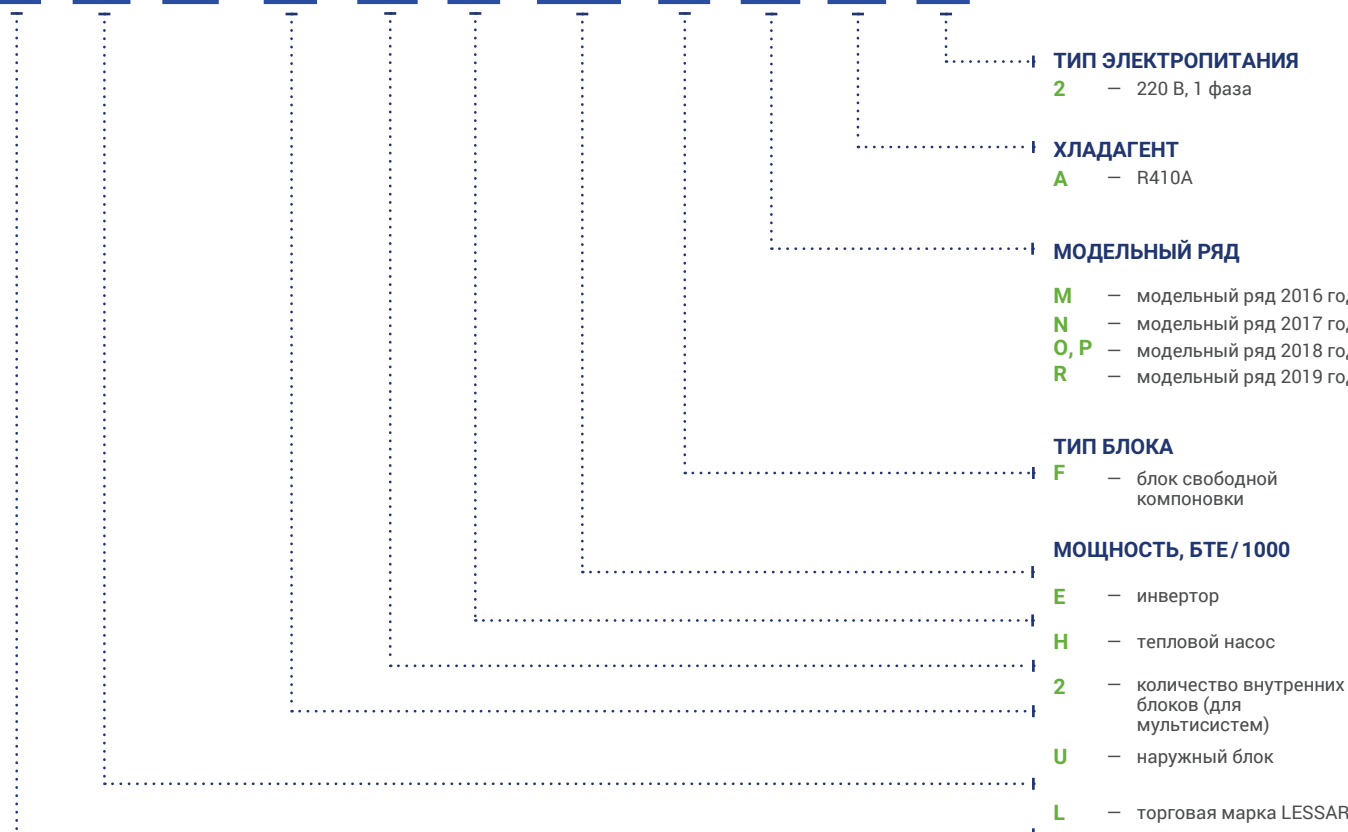 ТИП ЭЛЕКТРОПИТАНИЯ
2 — 220 В, 1 фаза
ХЛАДАГЕНТ
A — R410A
МОДЕЛЬНЫЙ РЯД
M — модельный ряд 2016 го
N — модельный ряд 2017 го
O, P — модельный ряд 2018 го
R — модельный ряд 2019 го
ТИП БЛОКА
F — блок свободной
компоновки
МОЩНОСТЬ, БТЕ/1000
E — инвертор
H — тепловой насос
2 — количество внутренних
блоков (для
мультисистем)
U — наружный блок
L — торговая марка LESSAR